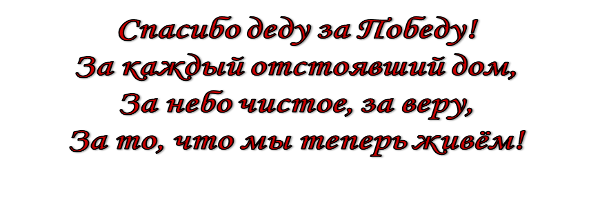 Спасибо деду за Победу!
За каждый отстоявший дом,
За небо чистое, за веру,
За то, что мы теперь живём!